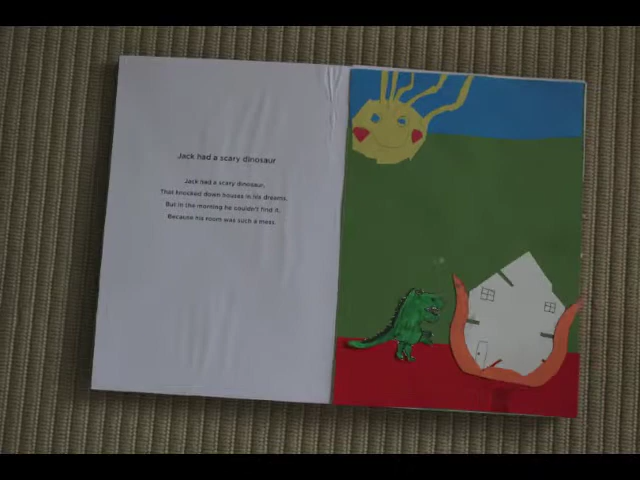 Jack had a scary dinosaur
Jack had a scary dinosaur,
That knocked down houses in his dreams,
But in the morning he couldn't find it,
Because his room was such a mess.